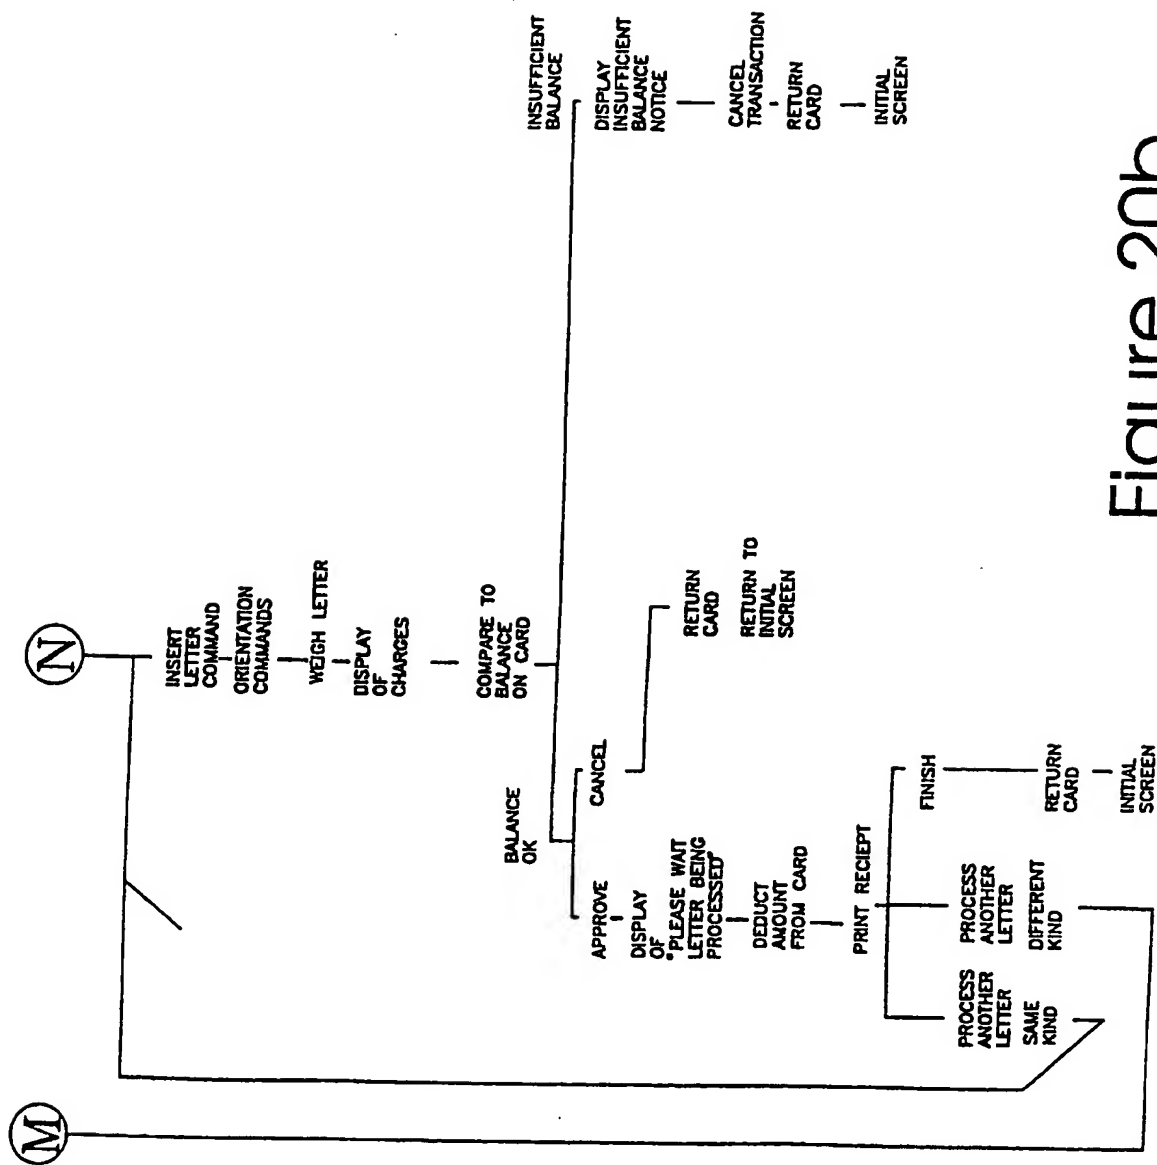 M
N
INSERT
LETTER
COMMAND
ORIENTATION
COMMANDS
WEIGH LETTER
DISPLAY
OF
CHARGES
COMPARE TO
BALANCE
ON CARD
BALANCE
OK
INSUFFICIENT
BALANCE
APPROVE
DISPLAY
OF
"PLEASE WAIT
LETTER BEING
PROCESSED"
DEDUCT
AMOUNT
FROM CARD
PRINT RECIEPT
CANCEL
RETURN
CARD
RETURN TO
INITIAL
SCREEN
DISPLAY
INSUFFICIENT
BALANCE
NOTICE
CANCEL
TRANSACTION
RETURN
CARD
INITIAL
SCREEN
PROCESS
ANOTHER
LETTER
SAME
KIND
PROCESS
ANOTHER
LETTER
DIFFERENT
KIND
FINISH
RETURN
CARD
INITIAL
SCREEN
Figure 20b